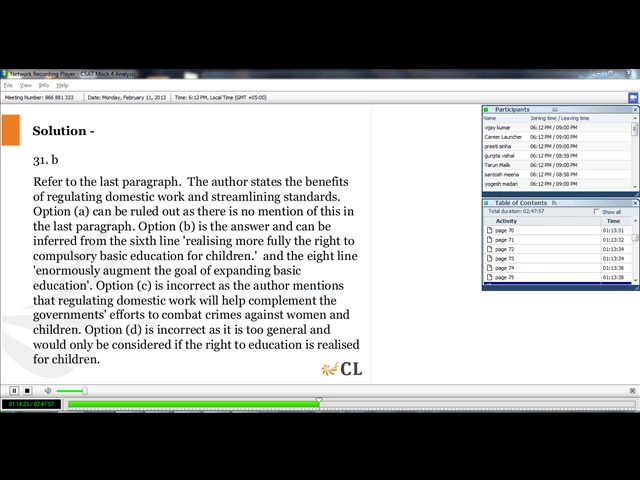 Network Recording Player - CSAT Mock 4 Analysis
File View Info Help
Meeting Number: 866 881 333 Date: Monday, February 11, 2013 Time: 6:12 PM, Local Time (GMT +05:00)
Solution -
31. b
Refer to the last paragraph. The author states the benefits
of regulating domestic work and streamlining standards.
Option (a) can be ruled out as there is no mention of this in
the last paragraph. Option (b) is the answer and can be
inferred from the sixth line 'realising more fully the right to
compulsory basic education for children.' and the eight line
'enormously augment the goal of expanding basic
education'. Option (c) is incorrect as the author mentions
that regulating domestic work will help complement the
governments' efforts to combat crimes against women and
children. Option (d) is incorrect as it is too general and
would only be considered if the right to education is realised
for children.
CL
Participants
Name Joining time / Leaving time
vijay kumar 06:12 PM / 09:00 PM
Career Launcher 06:12 PM / 09:00 PM
preeti sinha 06:12 PM / 09:00 PM
gunjita vishal 06:12 PM / 08:59 PM
Tarun Malik 06:12 PM / 09:00 PM
santosh meena 06:12 PM / 08:59 PM
yogesh madan 06:12 PM / 09:00 PM
Table of Contents
Total duration: 02:47:57 Show all
Activity Time
page 70 01:13:31
page 71 01:13:31
page 72 01:13:34
page 73 01:13:34
page 74 01:13:38
page 75 01:13:38
01:14:23 / 02:47:57